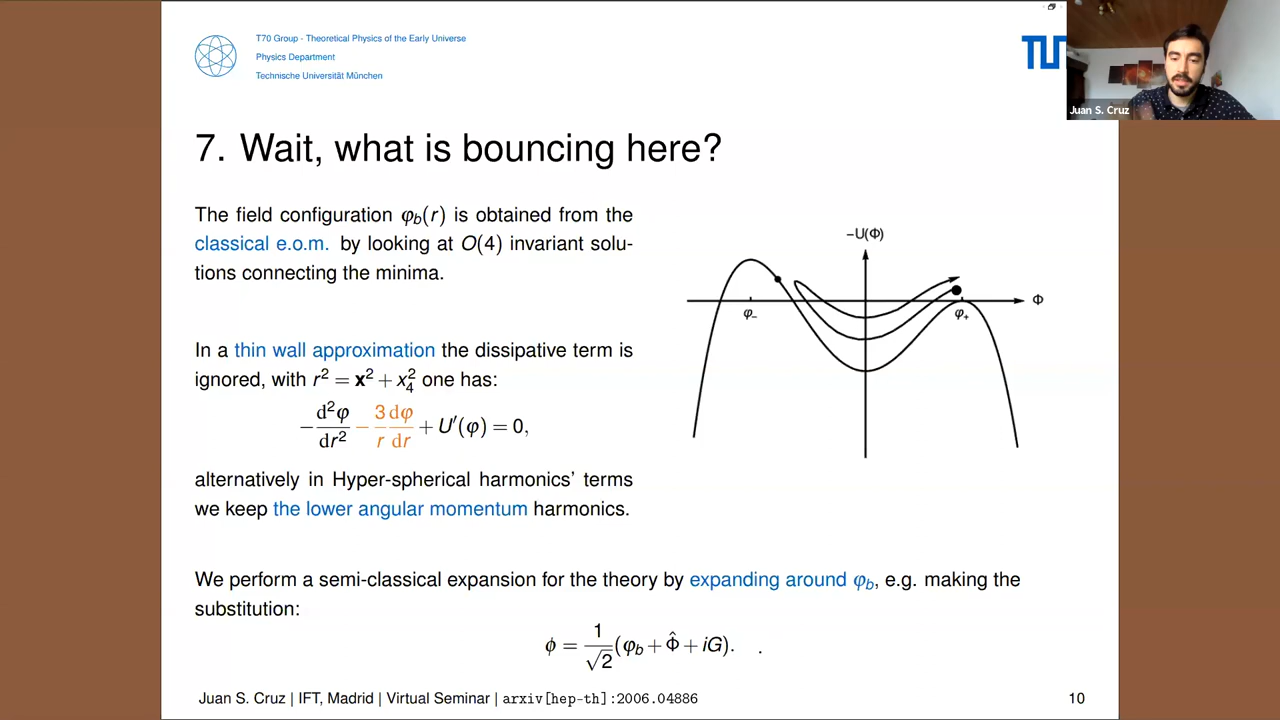 T70 Group - Theoretical Physics of the Early Universe
Physics Department
Technische Universität München
TU
Juan S. Cruz
7. Wait, what is bouncing here?
The field configuration φ_b(r) is obtained from the
classical e.o.m. by looking at O(4) invariant solu-
tions connecting the minima.
−U(Φ)
Φ
φ₋
φ₊
In a thin wall approximation the dissipative term is
ignored, with r² = x² + x₄² one has:
− d²φ/dr² − 3/r dφ/dr + U′(φ) = 0,
alternatively in Hyper-spherical harmonics’ terms
we keep the lower angular momentum harmonics.
We perform a semi-classical expansion for the theory by expanding around φ_b, e.g. making the
substitution:
ϕ = 1/√2 (φ_b + Φ̂ + iG). .
Juan S. Cruz | IFT, Madrid | Virtual Seminar | arxiv[hep-th]:2006.04886
10